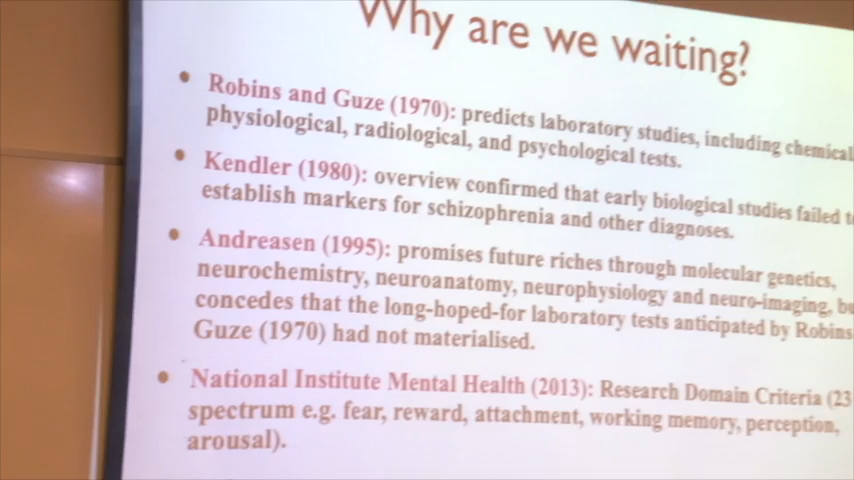 Why are we waiting?
• Robins and Guze (1970): predicts laboratory studies, including chemical
physiological, radiological, and psychological tests.
• Kendler (1980): overview confirmed that early biological studies failed
establish markers for schizophrenia and other diagnoses.
• Andreasen (1995): promises future riches through molecular genetics,
neurochemistry, neuroanatomy, neurophysiology and neuro-imaging,
concedes that the long-hoped-for laboratory tests anticipated by Robins
Guze (1970) had not materialised.
• National Institute Mental Health (2013): Research Domain Criteria (23
spectrum e.g. fear, reward, attachment, working memory, perception,
arousal).